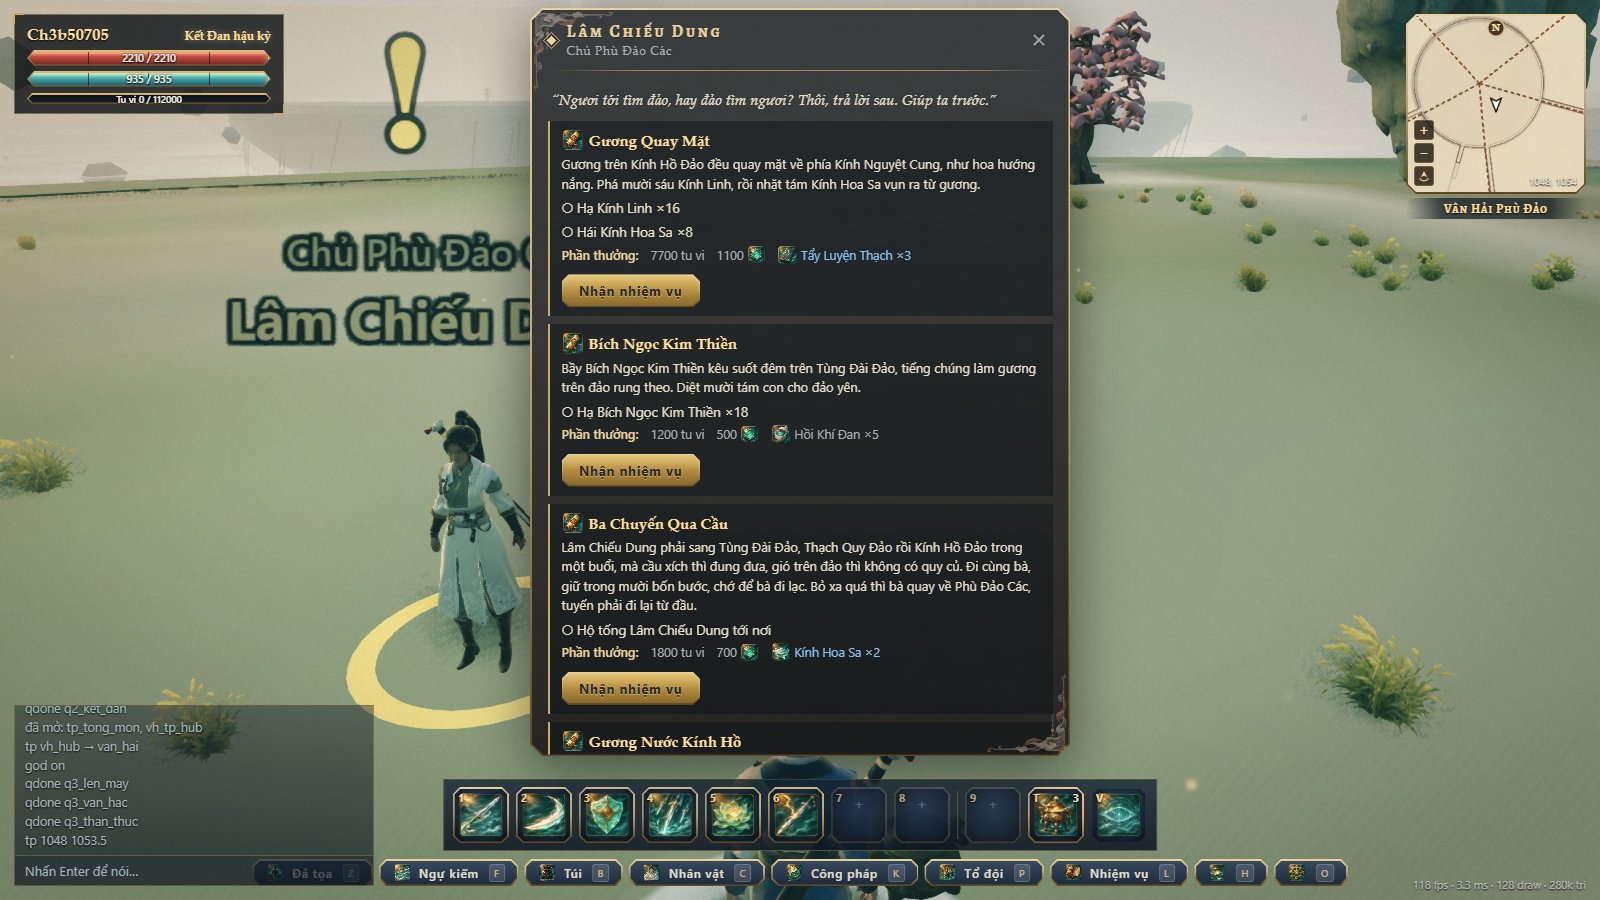 Ch3b50705
Kết Đan hậu kỳ
2210 / 2210
935 / 935
Tu vi 0 / 112000
Lâm Chiếu Dung
Chủ Phù Đảo Các
“Ngươi tới tìm đảo, hay đảo tìm ngươi? Thôi, trả lời sau. Giúp ta trước.”
Gương Quay Mặt
Gương trên Kính Hồ Đảo đều quay mặt về phía Kính Nguyệt Cung, như hoa hướng
nắng. Phá mười sáu Kính Linh, rồi nhặt tám Kính Hoa Sa vụn ra từ gương.
Hạ Kính Linh ×16
Hái Kính Hoa Sa ×8
Phần thưởng: 7700 tu vi 1100 Tẩy Luyện Thạch ×3
Nhận nhiệm vụ
Bích Ngọc Kim Thiền
Bầy Bích Ngọc Kim Thiền kêu suốt đêm trên Tùng Đài Đảo, tiếng chúng làm gương
trên đảo rung theo. Diệt mười tám con cho đảo yên.
Hạ Bích Ngọc Kim Thiền ×18
Phần thưởng: 1200 tu vi 500 Hồi Khí Đan ×5
Nhận nhiệm vụ
Ba Chuyến Qua Cầu
Lâm Chiếu Dung phải sang Tùng Đài Đảo, Thạch Quy Đảo rồi Kính Hồ Đảo trong
một buổi, mà cầu xích thì đung đưa, gió trên đảo thì không có quy củ. Đi cùng bà,
giữ trong mười bốn bước, chớ để bà đi lạc. Bỏ xa quá thì bà quay về Phù Đảo Các,
tuyến phải đi lại từ đầu.
Hộ tống Lâm Chiếu Dung tới nơi
Phần thưởng: 1800 tu vi 700 Kính Hoa Sa ×2
Nhận nhiệm vụ
Gương Nước Kính Hồ
N
+
−
1048, 1054
Vân Hải Phù Đảo
Chủ Phù Đảo
Lâm Chiếu D
qdone q2_ket_dan
đã mở: tp_tong_mon, vh_tp_hub
tp vh_hub → van_hai
god on
qdone q3_len_may
qdone q3_van_hac
qdone q3_than_thuc
tp 1048 1053.5
Nhấn Enter để nói...
1
2
3
4
5
6
7 +
8 +
9 +
T 3
V
Đả tọa Z
Ngự kiếm F
Túi B
Nhân vật C
Công pháp K
Tổ đội P
Nhiệm vụ L
H
O
118 fps · 3.3 ms · 128 draw · 280k tri